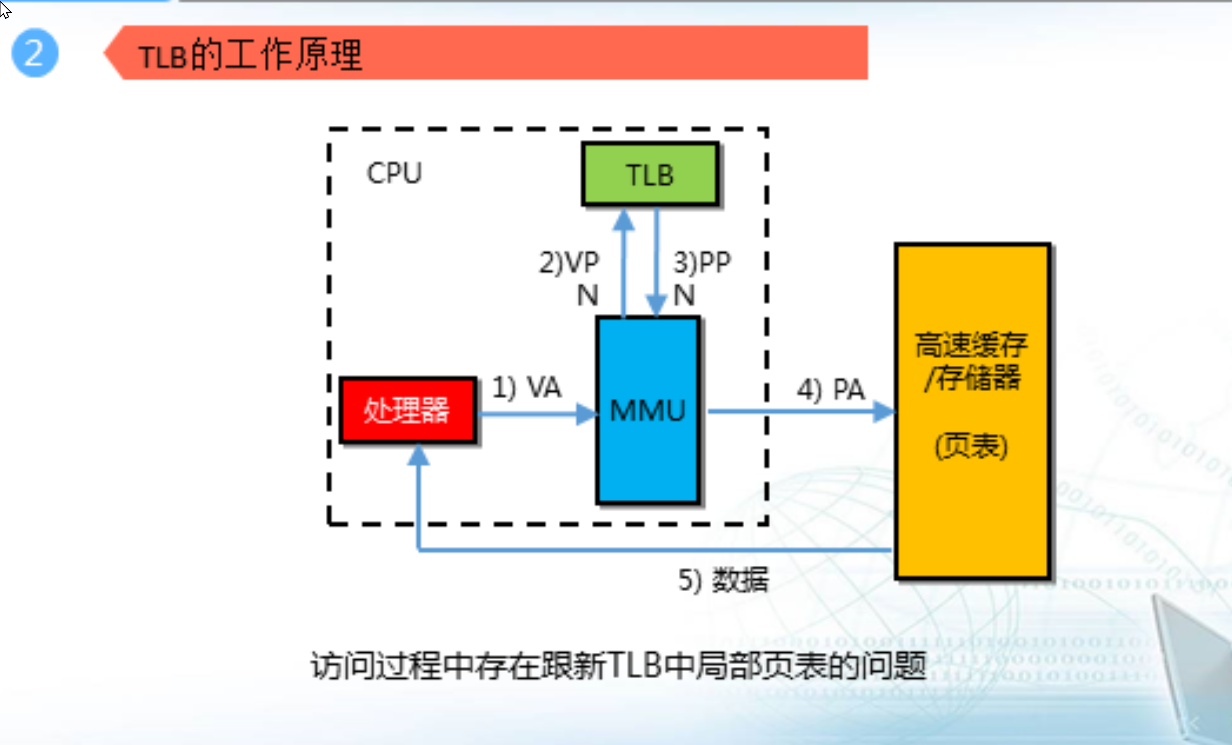 2
TLB的工作原理
CPU
TLB
2)VP
N
3)PP
N
处理器
1) VA
MMU
4) PA
高速缓存
/存储器
(页表)
5) 数据
访问过程中存在跟新TLB中局部页表的问题